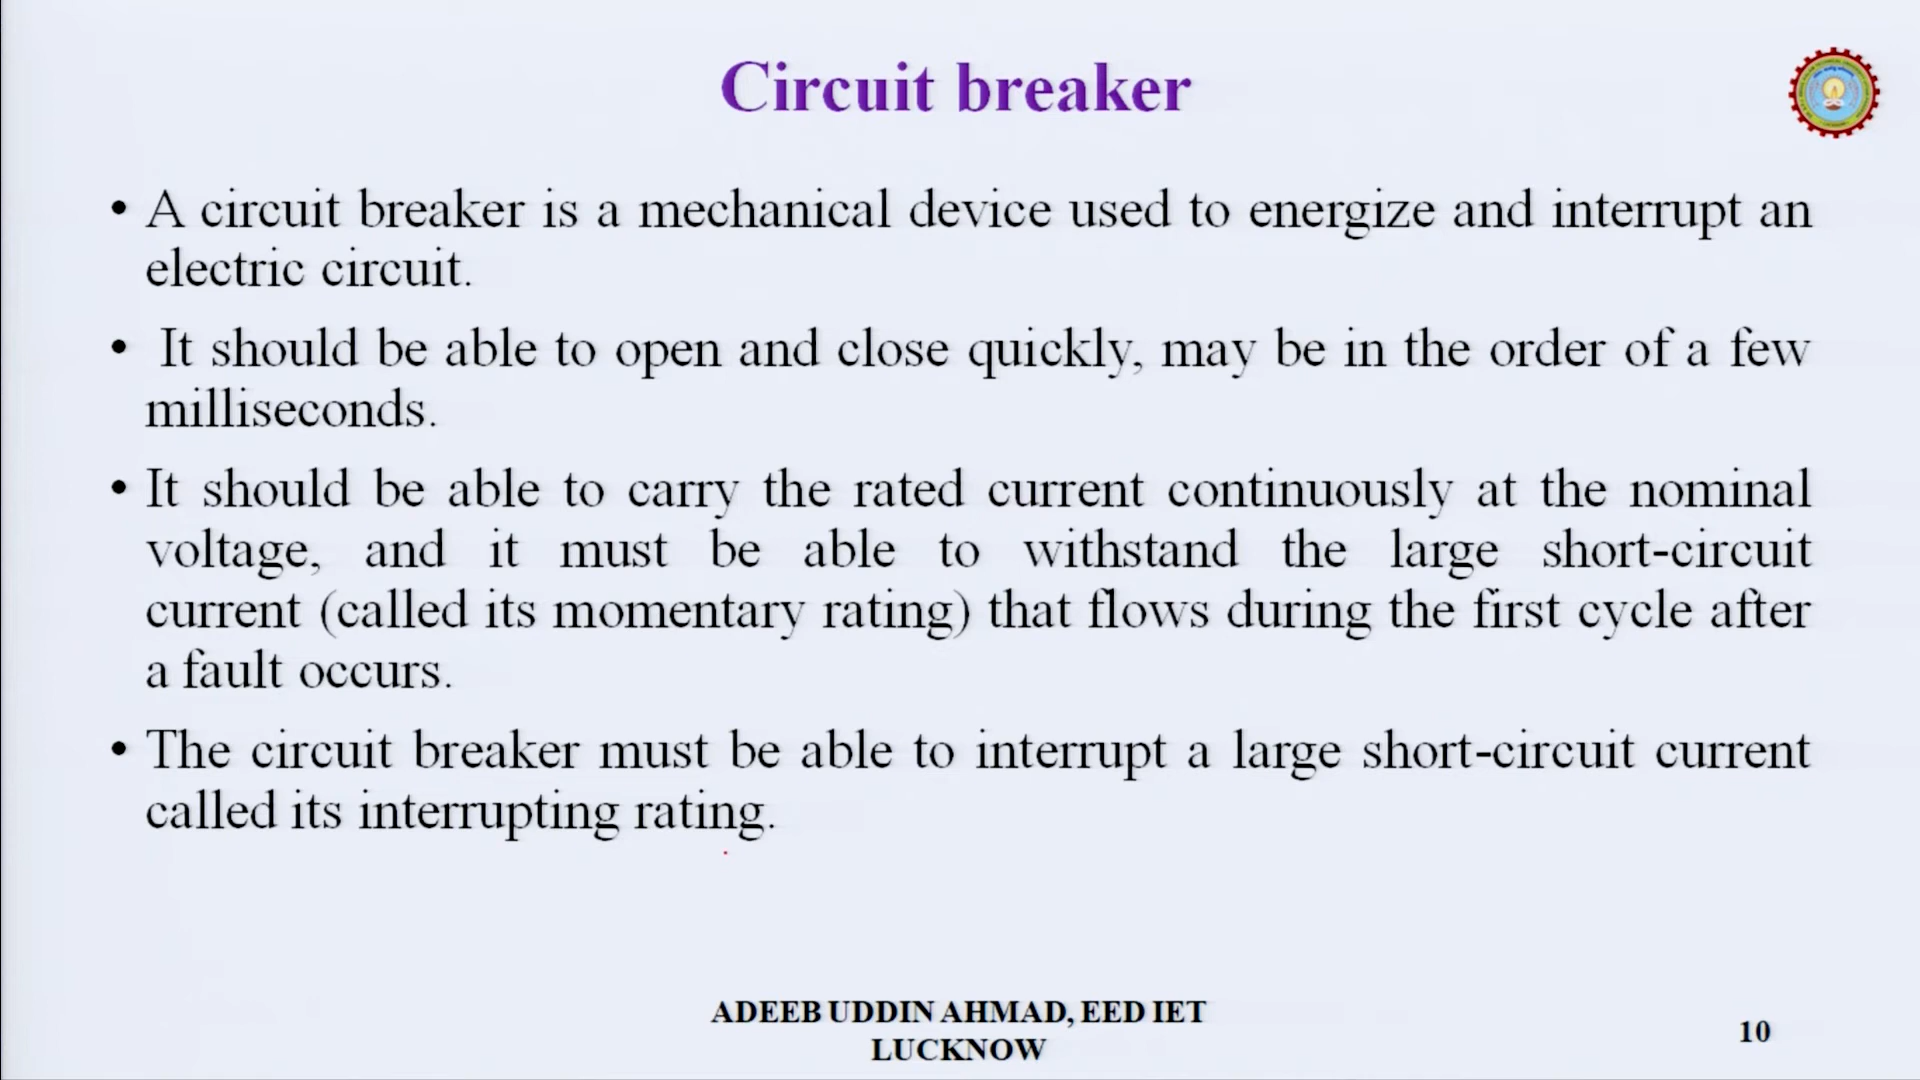 Circuit breaker
• A circuit breaker is a mechanical device used to energize and interrupt an
electric circuit.
• It should be able to open and close quickly, may be in the order of a few
milliseconds.
• It should be able to carry the rated current continuously at the nominal
voltage, and it must be able to withstand the large short-circuit
current (called its momentary rating) that flows during the first cycle after
a fault occurs.
• The circuit breaker must be able to interrupt a large short-circuit current
called its interrupting rating.
ADEEB UDDIN AHMAD, EED IET
LUCKNOW
10